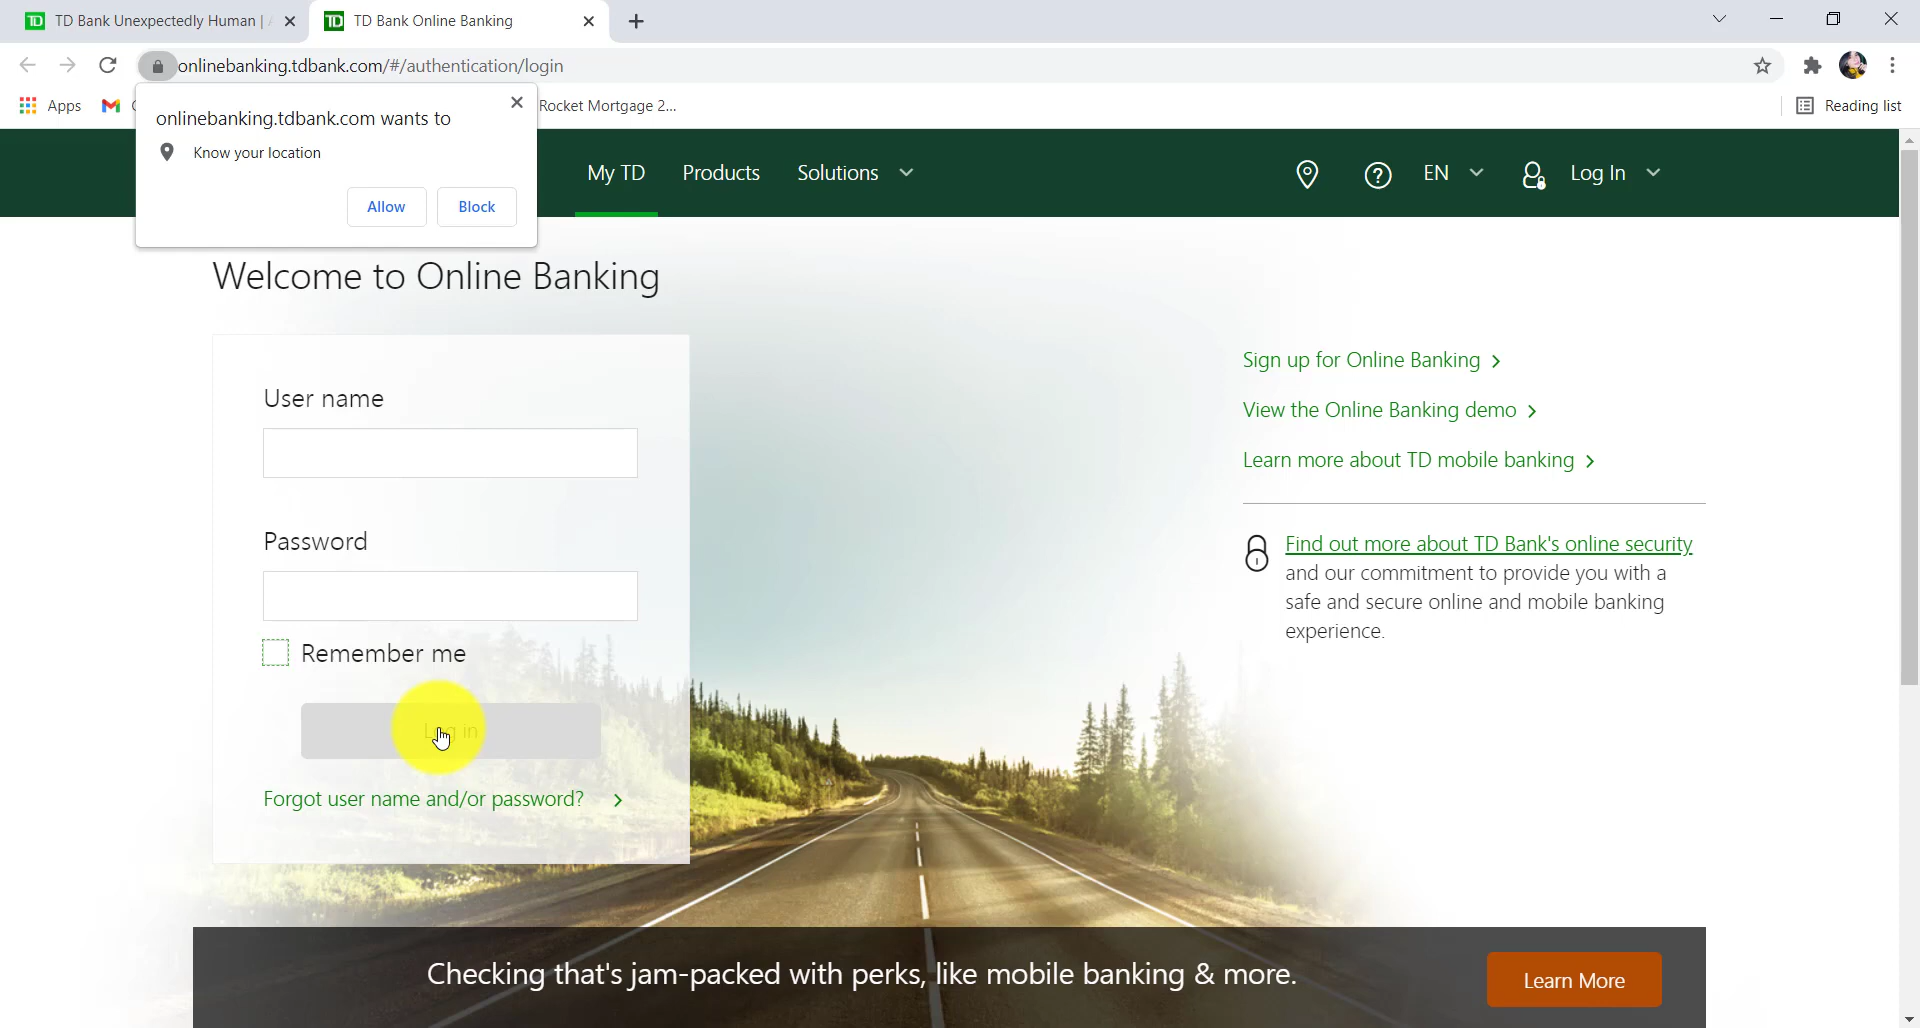 TD Bank Unexpectedly Human |
TD Bank Online Banking
onlinebanking.tdbank.com/#/authentication/login
Apps
Rocket Mortgage 2...
Reading list
onlinebanking.tdbank.com wants to
Know your location
Allow
Block
My TD
Products
Solutions
EN
Log In
Welcome to Online Banking
User name
Password
Remember me
Log in
Forgot user name and/or password?
Sign up for Online Banking
View the Online Banking demo
Learn more about TD mobile banking
Find out more about TD Bank's online security
and our commitment to provide you with a
safe and secure online and mobile banking
experience.
Checking that's jam-packed with perks, like mobile banking & more.
Learn More